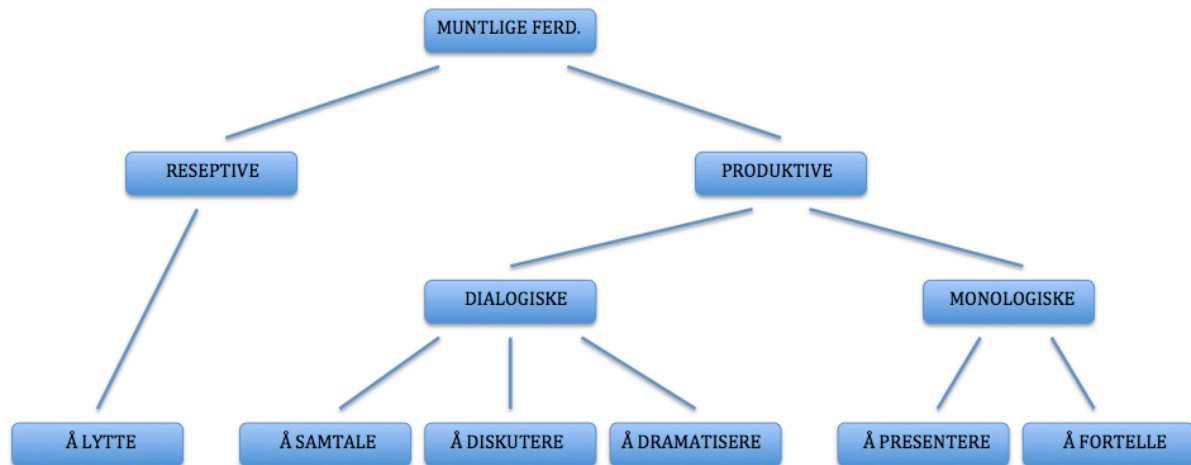 MUNTLIGE FERD.
RESEPTIVE
PRODUKTIVE
DIALOGISKE
MONOLOGISKE
Å LYTTE
Å SAMTALE
Å DISKUTERE
Å DRAMATISERE
Å PRESENTERE
Å FORTELLE